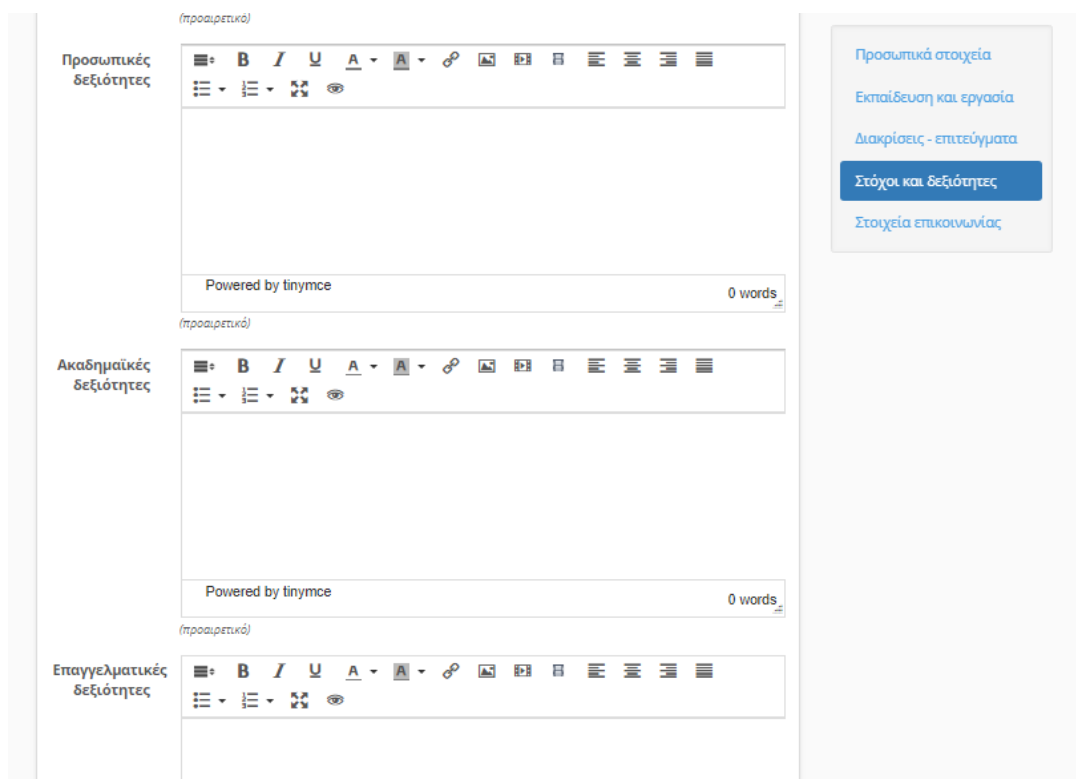 (προαιρετικό)
Προσωπικές
δεξιότητες
B I U A A
Powered by tinymce
0 words
(προαιρετικό)
Ακαδημαϊκές
δεξιότητες
B I U A A
Powered by tinymce
0 words
(προαιρετικό)
Επαγγελματικές
δεξιότητες
B I U A A
Προσωπικά στοιχεία
Εκπαίδευση και εργασία
Διακρίσεις - επιτεύγματα
Στόχοι και δεξιότητες
Στοιχεία επικοινωνίας